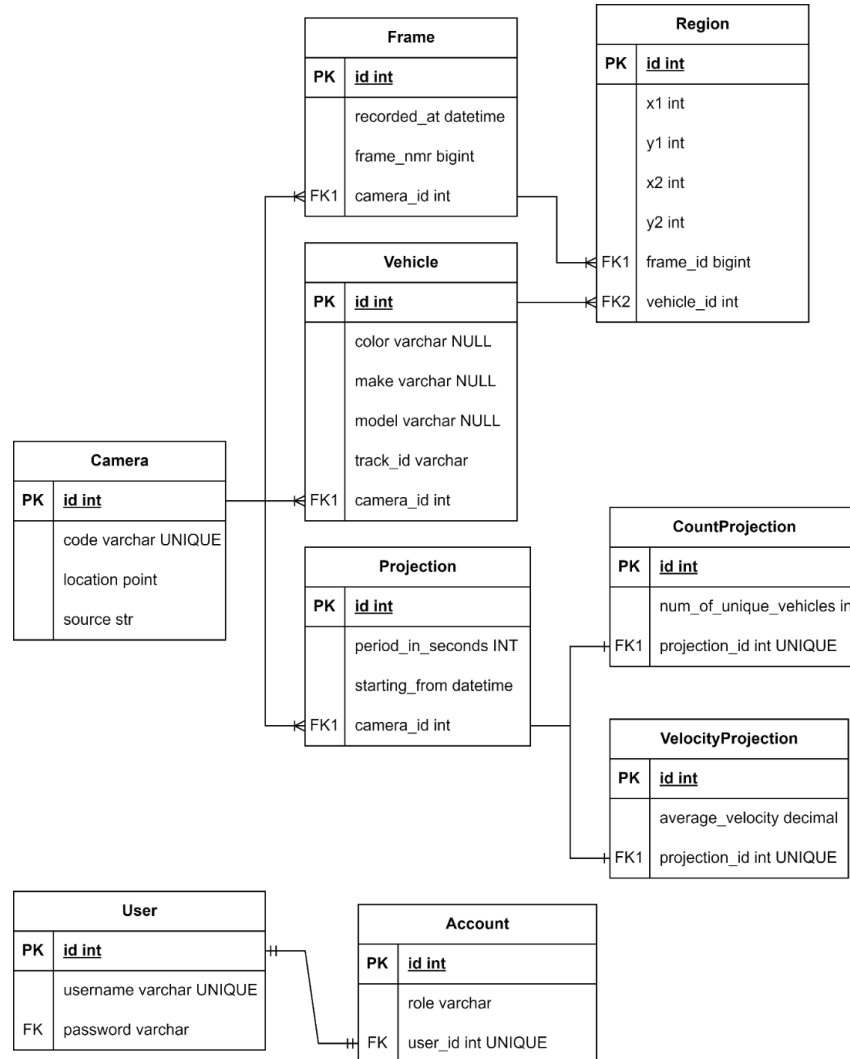 Frame
PK id int
recorded_at datetime
frame_nmr bigint
FK1 camera_id int
Region
PK id int
x1 int
y1 int
x2 int
y2 int
FK1 frame_id bigint
FK2 vehicle_id int
Vehicle
PK id int
color varchar NULL
make varchar NULL
model varchar NULL
track_id varchar
FK1 camera_id int
Camera
PK id int
code varchar UNIQUE
location point
source str
Projection
PK id int
period_in_seconds INT
starting_from datetime
FK1 camera_id int
CountProjection
PK id int
num_of_unique_vehicles in
FK1 projection_id int UNIQUE
VelocityProjection
PK id int
average_velocity decimal
FK1 projection_id int UNIQUE
User
PK id int
username varchar UNIQUE
FK password varchar
Account
PK id int
role varchar
FK user_id int UNIQUE